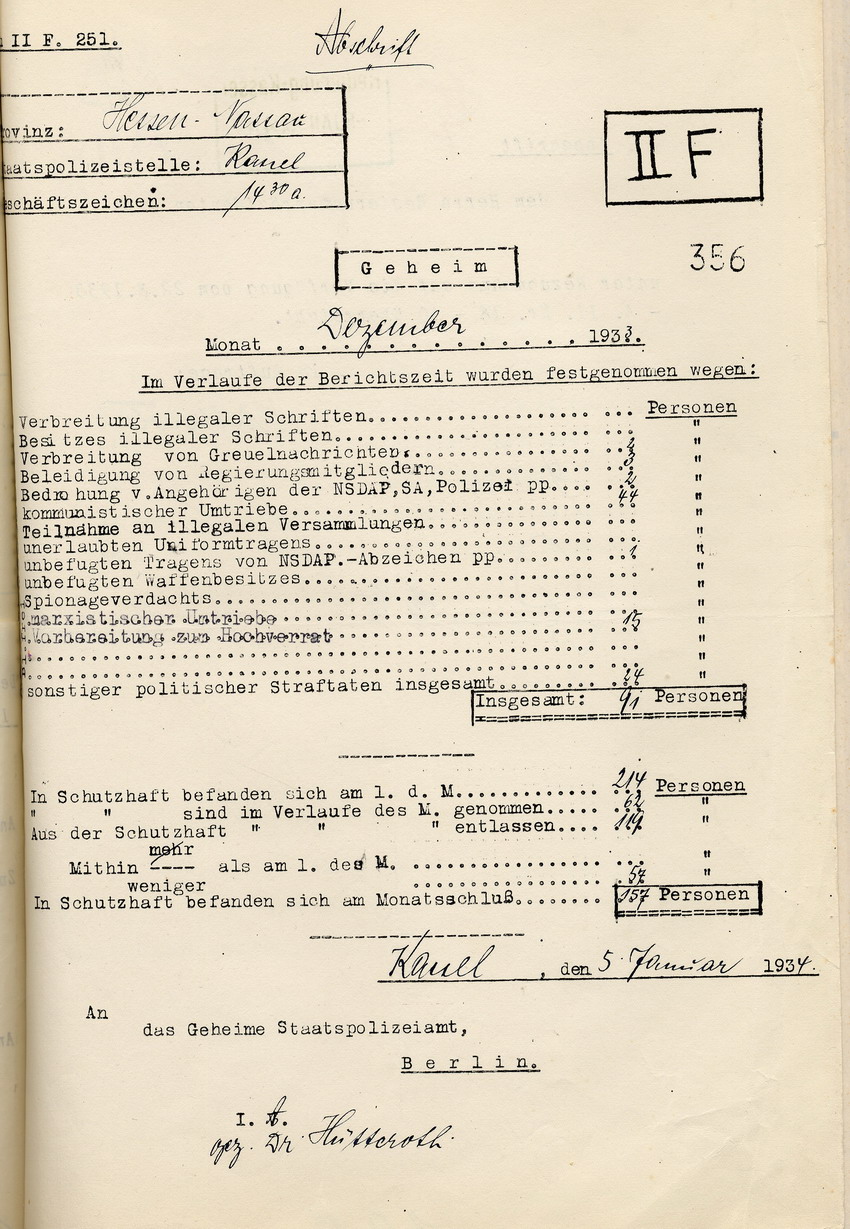 II F. 251.
Abschrift
ovinz: Hessen-Nassau
aatspolizeistelle: Kassel
schäftszeichen: 1430 a.
II F
356
Geheim
Monat . . Dezember . . . 1933.
Im Verlaufe der Berichtszeit wurden festgenommen wegen:
Verbreitung illegaler Schriften........................ ... Personen
Besitzes illegaler Schriften........................... ... "
Verbreitung von Greuelnachrichten...................... 2 "
Beleidigung von Regierungsmitgliedern.................. 3 "
Bedrohung v.Angehörigen der NSDAP,SA,Polizei pp........ 2 "
kommunistischer Umtriebe............................... 44 "
Teilnahme an illegalen Versammlungen................... ... "
unerlaubten Uniformtragens............................. ... "
unbefugten Tragens von NSDAP.-Abzeichen pp............. 1 "
unbefugten Waffenbesitzes.............................. ... "
Spionageverdachts...................................... ... "
marxistischer Umtriebe................................. 15 "
Vorbereitung zum Hochverrat............................ ... "
....................................................... ... "
....................................................... ... "
sonstiger politischer Straftaten insgesamt............. 24 "
Insgesamt: 91 Personen
In Schutzhaft befanden sich am 1. d. M............. 214 Personen
" " sind im Verlaufe des M. genommen..... 62 "
Aus der Schutzhaft " " " entlassen.... 119 "
mehr
Mithin ---- als am 1. des M. ................ ... "
weniger ................ 57 "
In Schutzhaft befanden sich am Monatsschluß........ 157 Personen
Kassel, den 5. Januar 1934.
An
das Geheime Staatspolizeiamt,
Berlin.
I. A.
gez. Dr. Hütteroth.